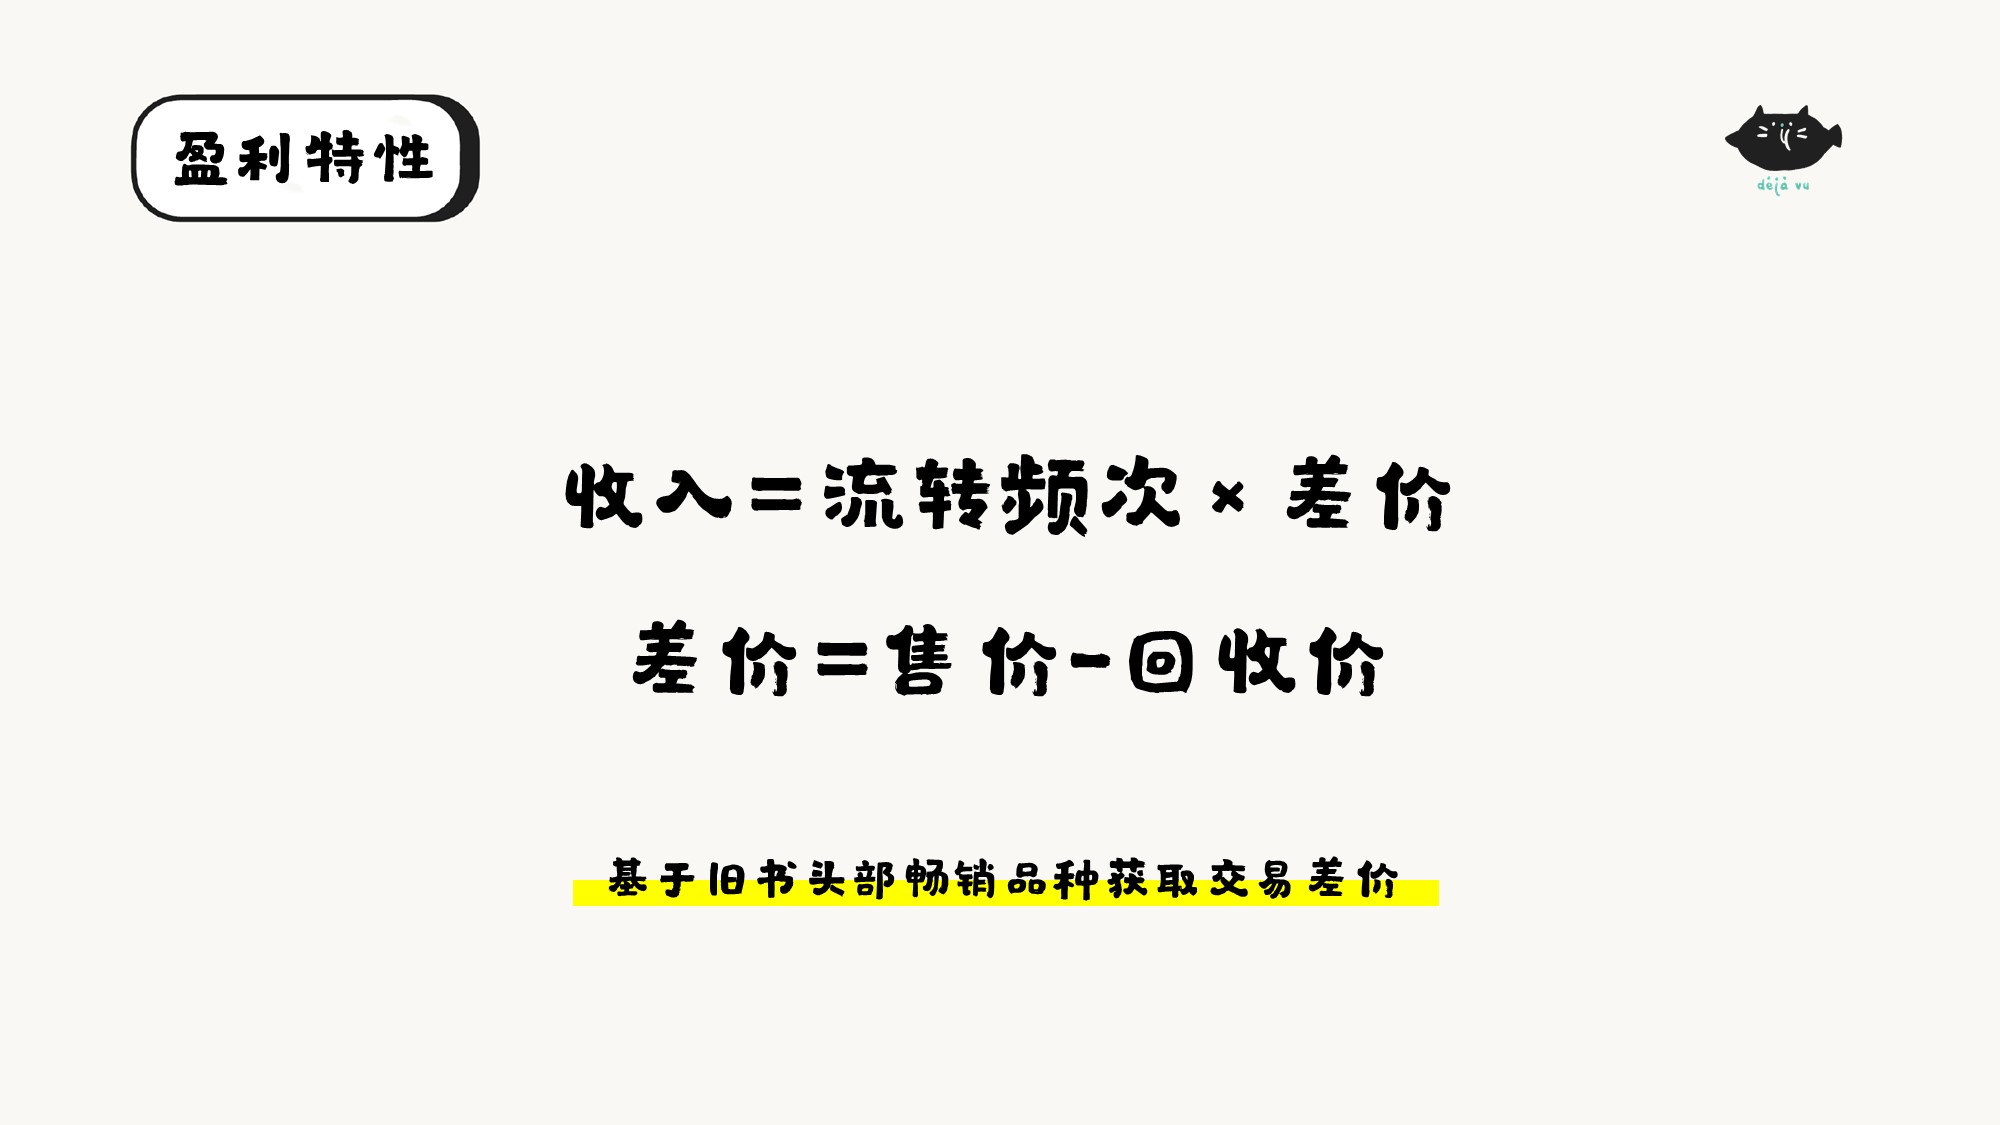 盈利特性
déjà vu
收入=流转频次 × 差价
差价=售价-回收价
基于旧书头部畅销品种获取交易差价